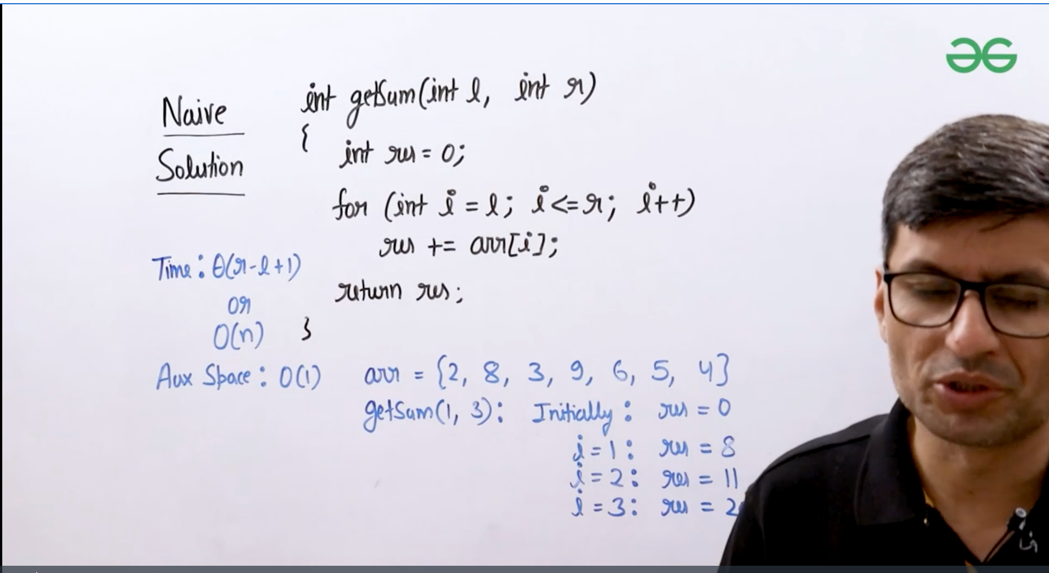 Naive
Solution
int getSum(int l, int r)
{
int res = 0;
for (int i = l; i<=r; i++)
res += arr[i];
return res;
}
Time: θ(r-l+1)
or
O(n)
Aux Space: O(1)
arr = {2, 8, 3, 9, 6, 5, 4}
getSum(1, 3): Initially: res = 0
i=1: res = 8
i=2: res = 11
i=3: res = 2